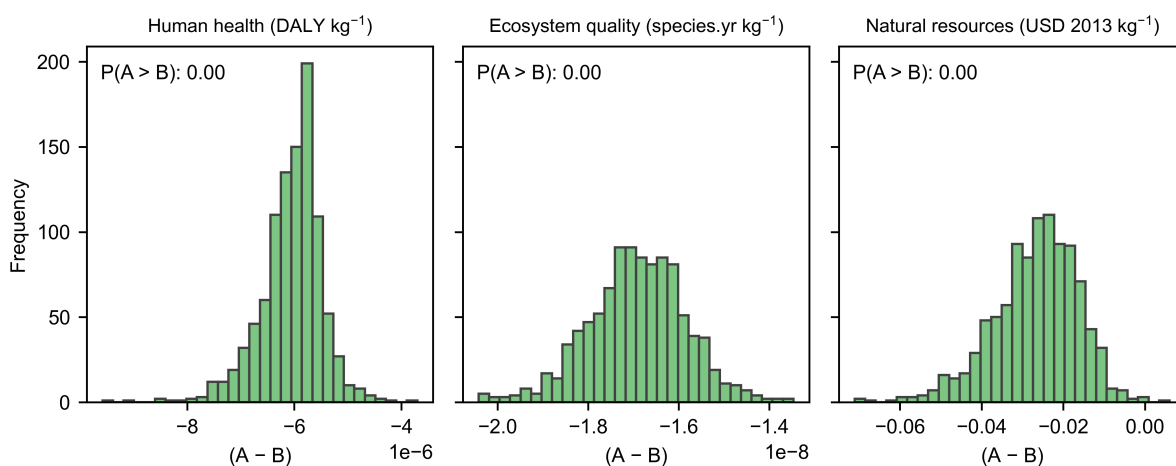 Human health (DALY kg⁻¹)
Ecosystem quality (species.yr kg⁻¹)
Natural resources (USD 2013 kg⁻¹)
P(A > B): 0.00
P(A > B): 0.00
P(A > B): 0.00
Frequency
200
150
100
50
0
−8 −6 −4
1e−6
(A − B)
−2.0 −1.8 −1.6 −1.4
1e−8
(A − B)
−0.06 −0.04 −0.02 0.00
(A − B)